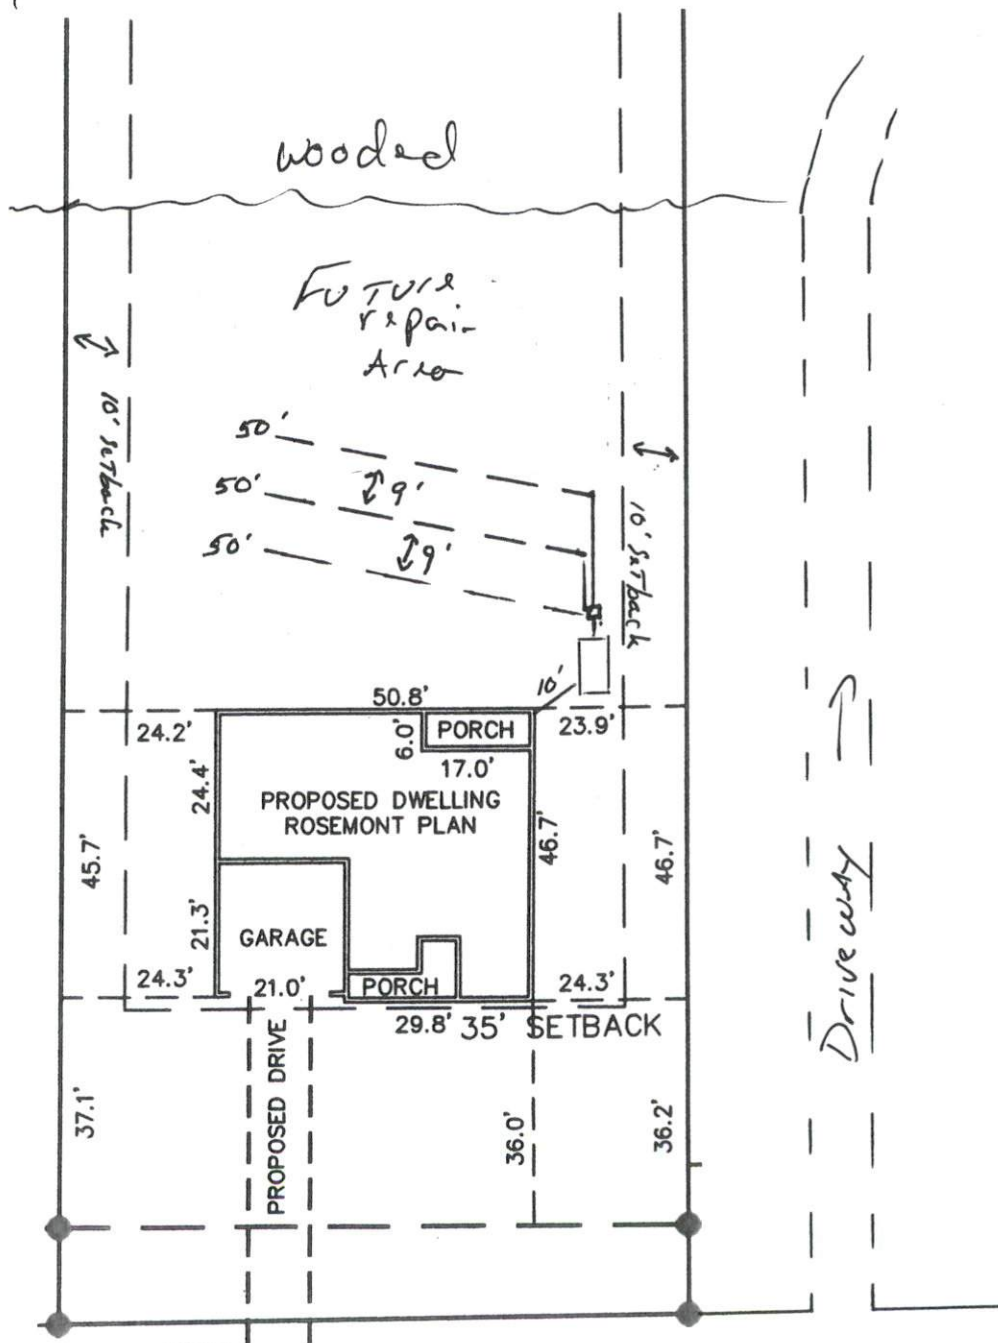 wooded
Future
repair
Area
10' SeTback
50'
9'
50'
9'
50'
10' SeTback
10'
50.8'
24.2'
6.0'
PORCH
23.9'
17.0'
24.4'
PROPOSED DWELLING
ROSEMONT PLAN
46.7'
45.7'
46.7'
21.3'
GARAGE
24.3'
21.0'
PORCH
24.3'
29.8'
35' SETBACK
Driveway
PROPOSED DRIVE
37.1'
36.0'
36.2'